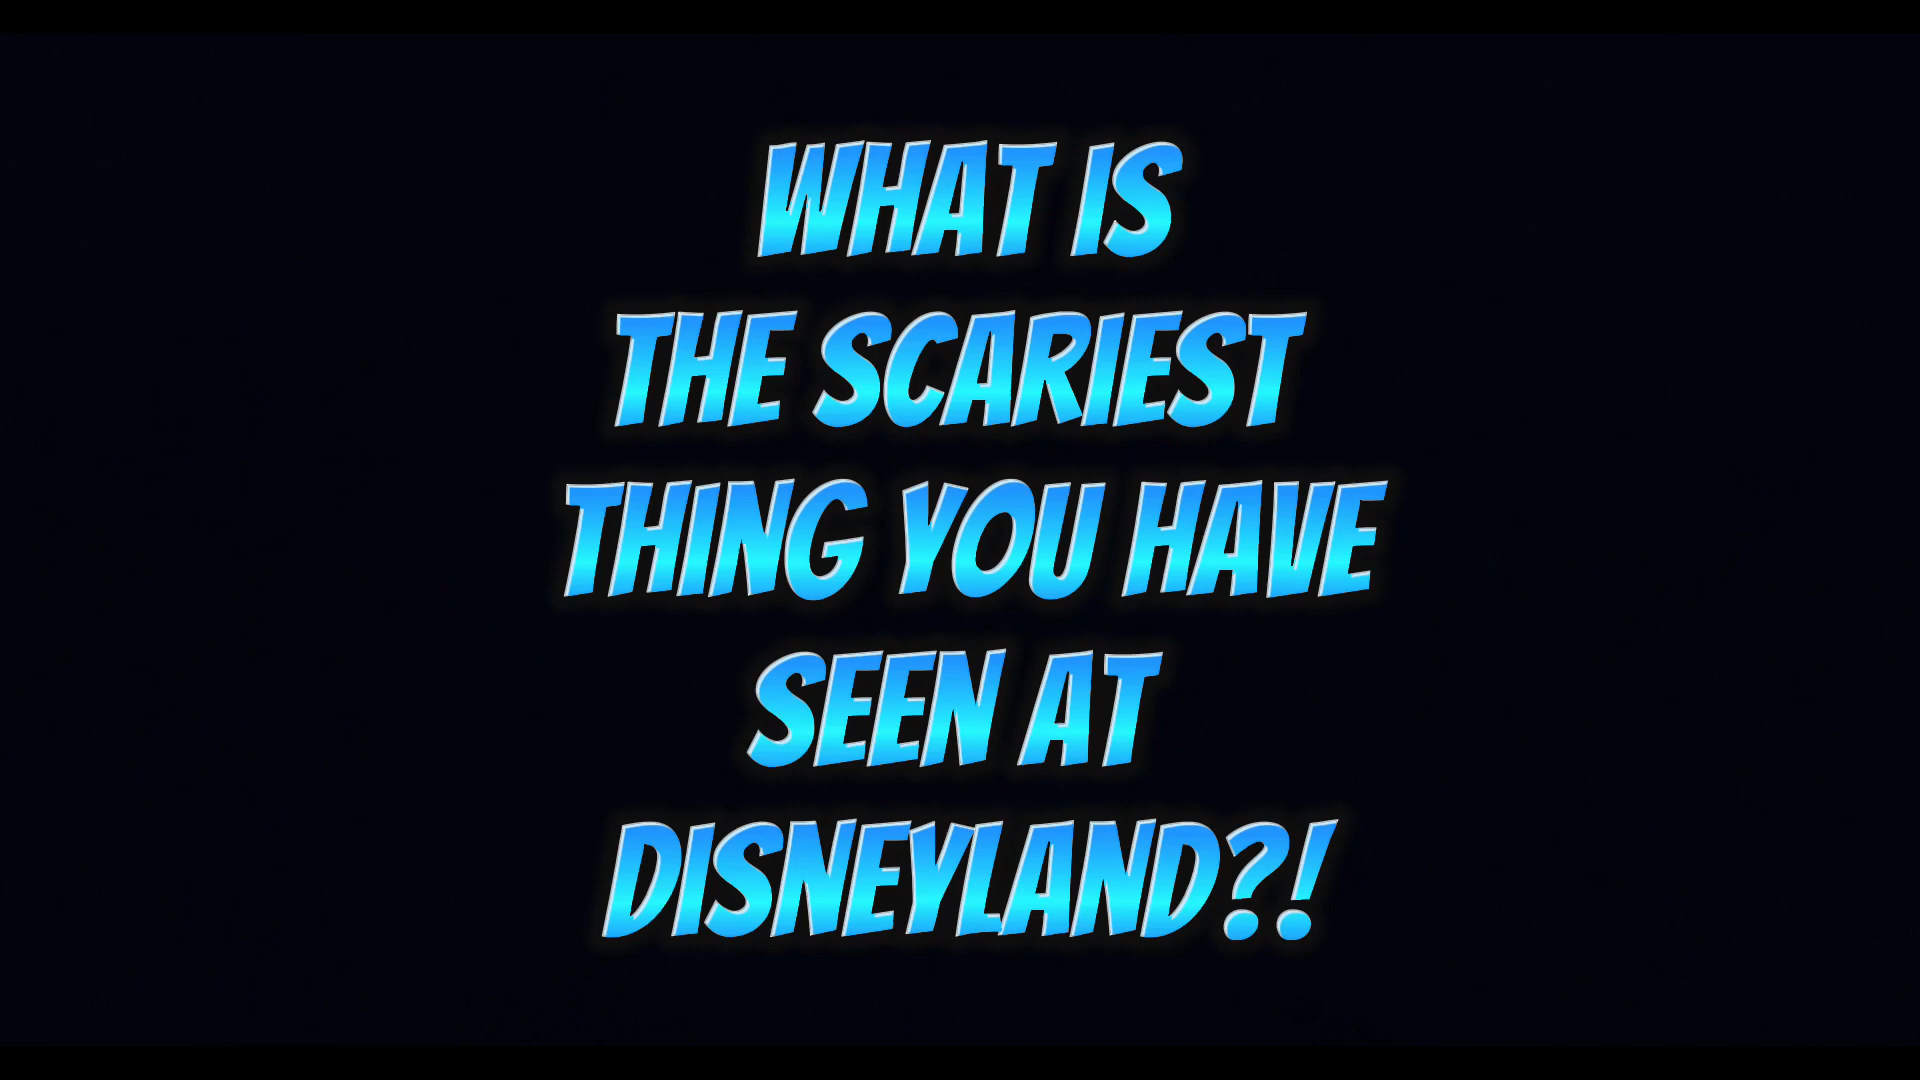 WHAT IS
THE SCARIEST
THING YOU HAVE
SEEN AT
DISNEYLAND?!